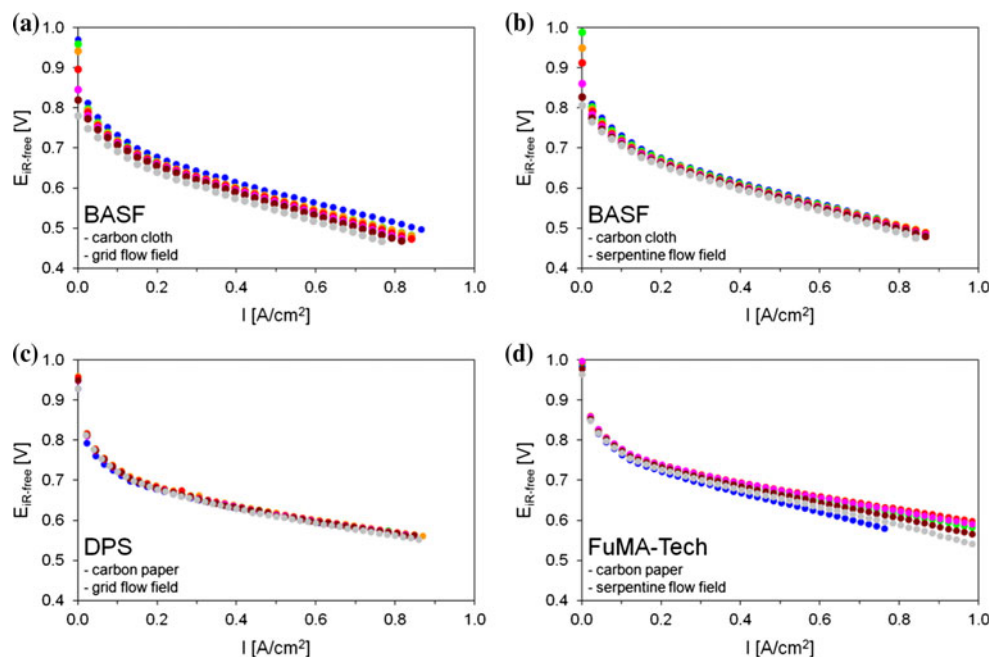 (a)
1.0
0.9
0.8
0.7
0.6
0.5
0.4
E_iR-free [V]
BASF
- carbon cloth
- grid flow field
0.0 0.2 0.4 0.6 0.8 1.0
I [A/cm²]
(b)
1.0
0.9
0.8
0.7
0.6
0.5
0.4
E_iR-free [V]
BASF
- carbon cloth
- serpentine flow field
0.0 0.2 0.4 0.6 0.8 1.0
I [A/cm²]
(c)
1.0
0.9
0.8
0.7
0.6
0.5
0.4
E_iR-free [V]
DPS
- carbon paper
- grid flow field
0.0 0.2 0.4 0.6 0.8 1.0
I [A/cm²]
(d)
1.0
0.9
0.8
0.7
0.6
0.5
0.4
E_iR-free [V]
FuMA-Tech
- carbon paper
- serpentine flow field
0.0 0.2 0.4 0.6 0.8 1.0
I [A/cm²]